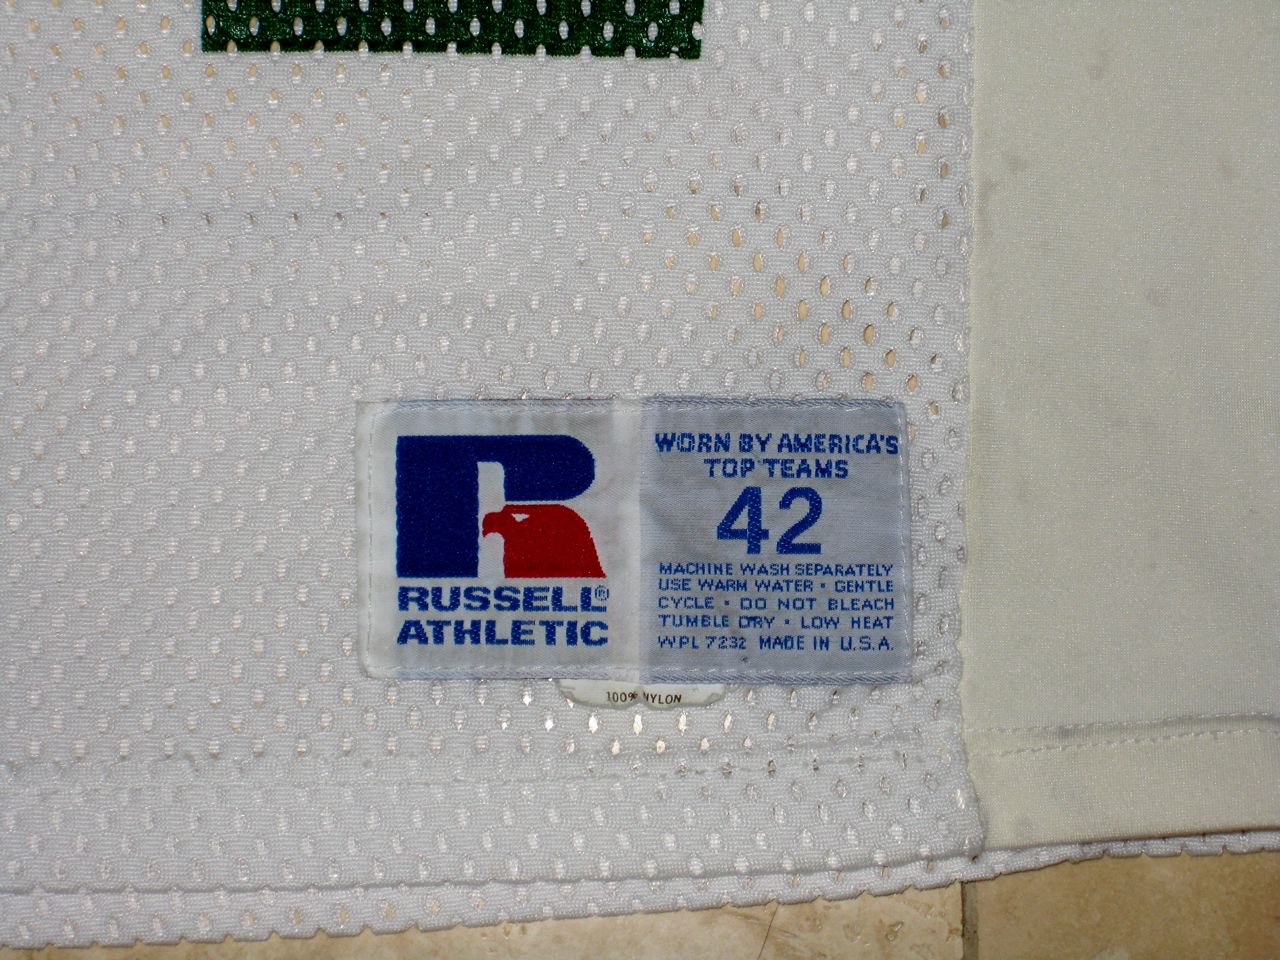 RUSSELL®
ATHLETIC
WORN BY AMERICA'S
TOP TEAMS
42
MACHINE WASH SEPARATELY
USE WARM WATER • GENTLE
CYCLE • DO NOT BLEACH
TUMBLE DRY • LOW HEAT
WPL 7232 MADE IN U.S.A.
100% NYLON